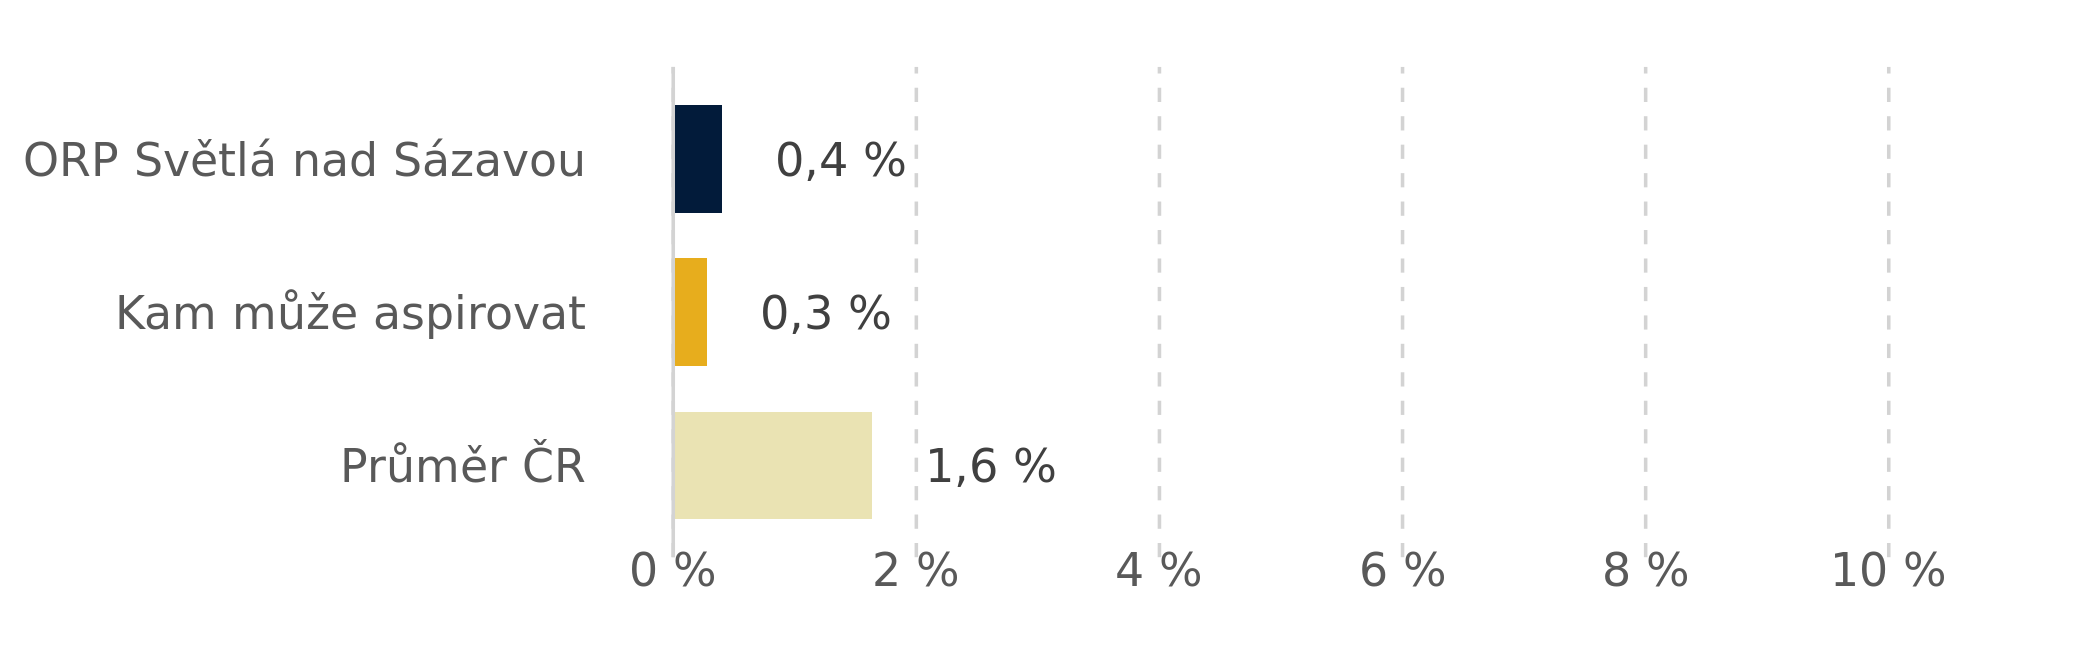 ORP Světlá nad Sázavou 0,4 %
Kam může aspirovat 0,3 %
Průměr ČR 1,6 %
0 % 2 % 4 % 6 % 8 % 10 %